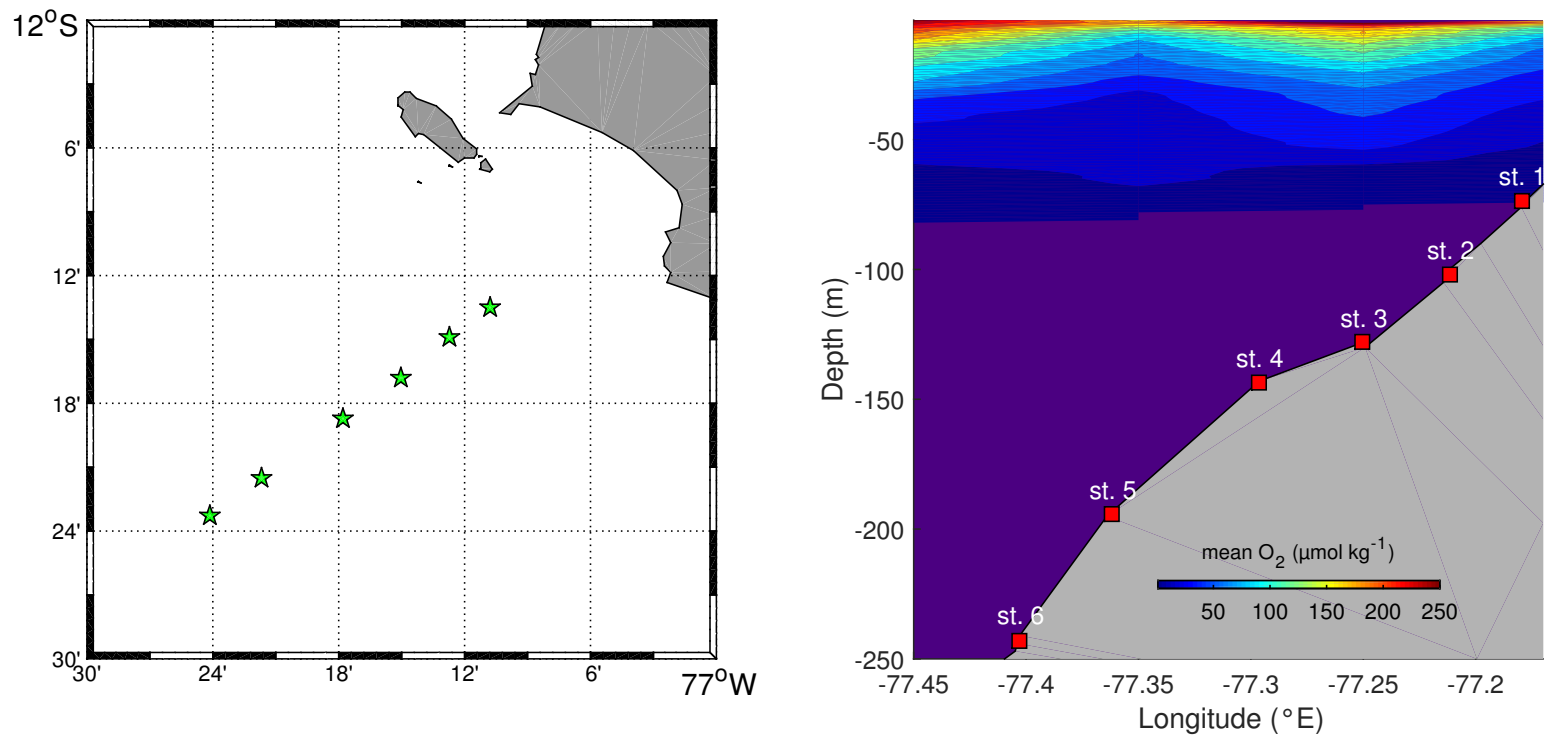 12°S
6'
12'
18'
24'
30'
30'
24'
18'
12'
6'
77°W
-50
-100
-150
-200
-250
Depth (m)
st. 1
st. 2
st. 3
st. 4
st. 5
st. 6
mean O2 (µmol kg-1)
50 100 150 200 250
-77.45 -77.4 -77.35 -77.3 -77.25 -77.2
Longitude (°E)